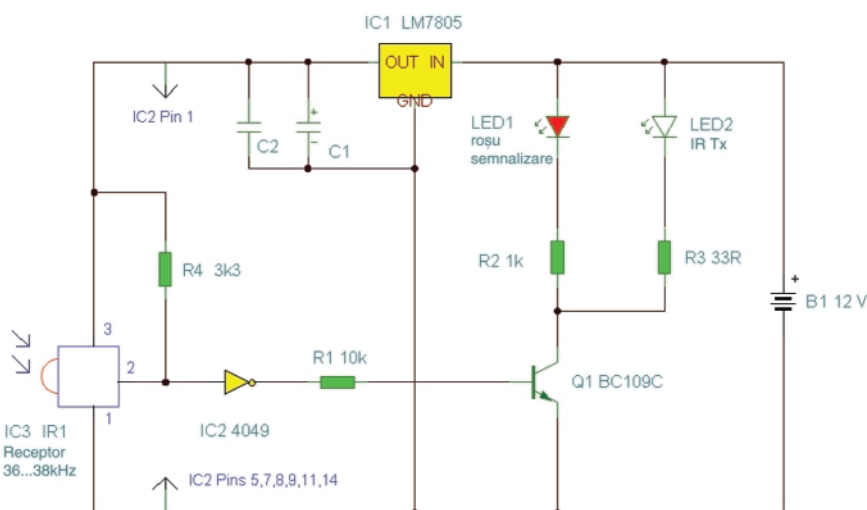 IC1 LM7805
OUT IN
GND
IC2 Pin 1
C2
+
C1
−
LED1
roșu
semnalizare
LED2
IR Tx
R4 3k3
R2 1k
R3 33R
+
B1 12 V
3
2
1
R1 10k
Q1 BC109C
IC2 4049
IC3 IR1
Receptor
36...38kHz
IC2 Pins 5,7,8,9,11,14